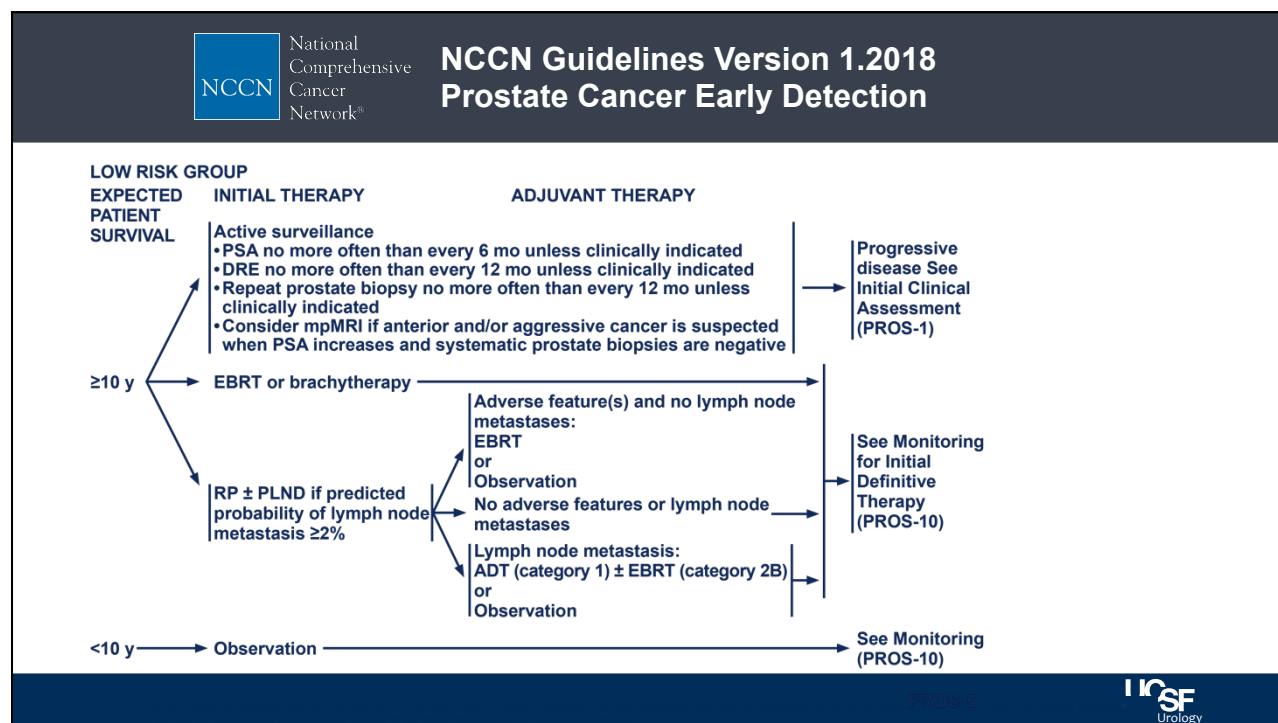 NCCN
National
Comprehensive
Cancer
Network®
NCCN Guidelines Version 1.2018
Prostate Cancer Early Detection
LOW RISK GROUP
EXPECTED
PATIENT
SURVIVAL
INITIAL THERAPY
ADJUVANT THERAPY
≥10 y
Active surveillance
•PSA no more often than every 6 mo unless clinically indicated
•DRE no more often than every 12 mo unless clinically indicated
•Repeat prostate biopsy no more often than every 12 mo unless
clinically indicated
•Consider mpMRI if anterior and/or aggressive cancer is suspected
when PSA increases and systematic prostate biopsies are negative
Progressive
disease See
Initial Clinical
Assessment
(PROS-1)
EBRT or brachytherapy
RP ± PLND if predicted
probability of lymph node
metastasis ≥2%
Adverse feature(s) and no lymph node
metastases:
EBRT
or
Observation
No adverse features or lymph node
metastases
Lymph node metastasis:
ADT (category 1) ± EBRT (category 2B)
or
Observation
See Monitoring
for Initial
Definitive
Therapy
(PROS-10)
<10 y
Observation
See Monitoring
(PROS-10)
PROS-5
UCSF
Urology